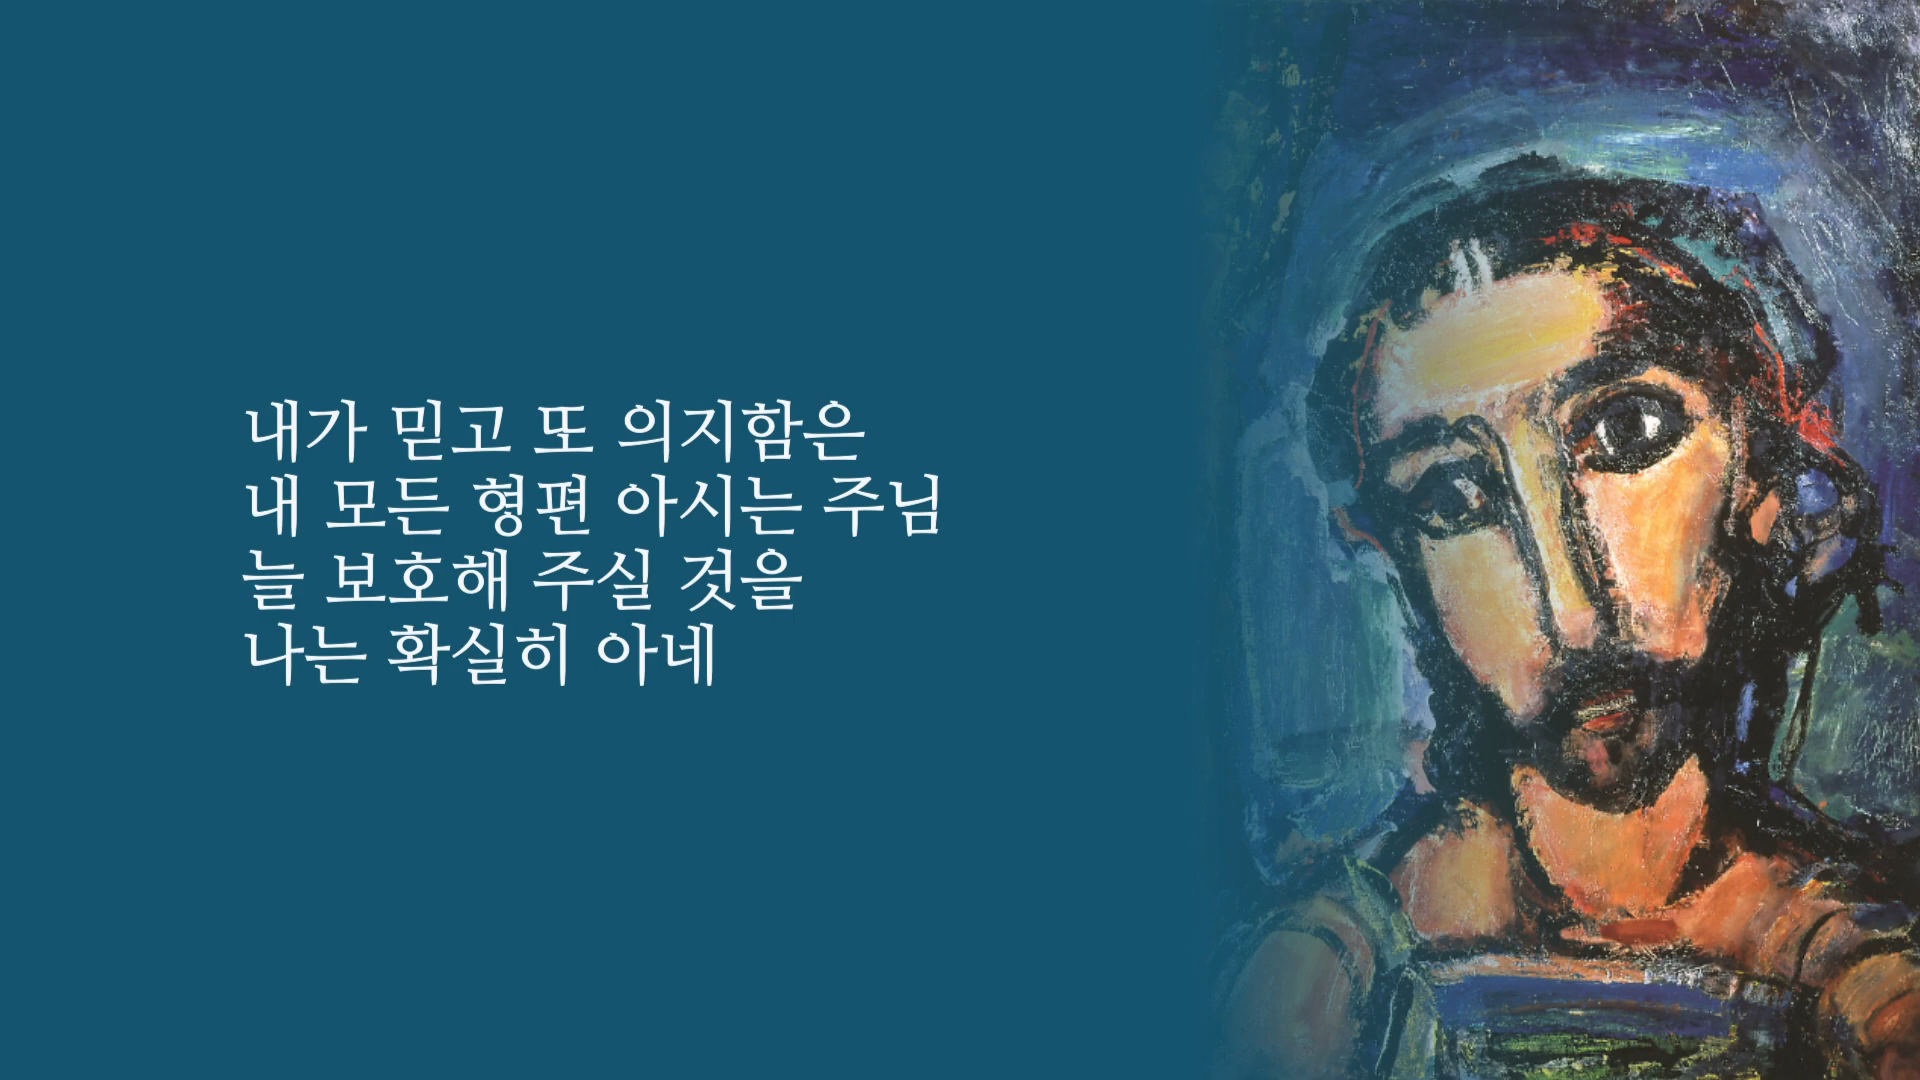 내가 믿고 또 의지함은
내 모든 형편 아시는 주님
늘 보호해 주실 것을
나는 확실히 아네